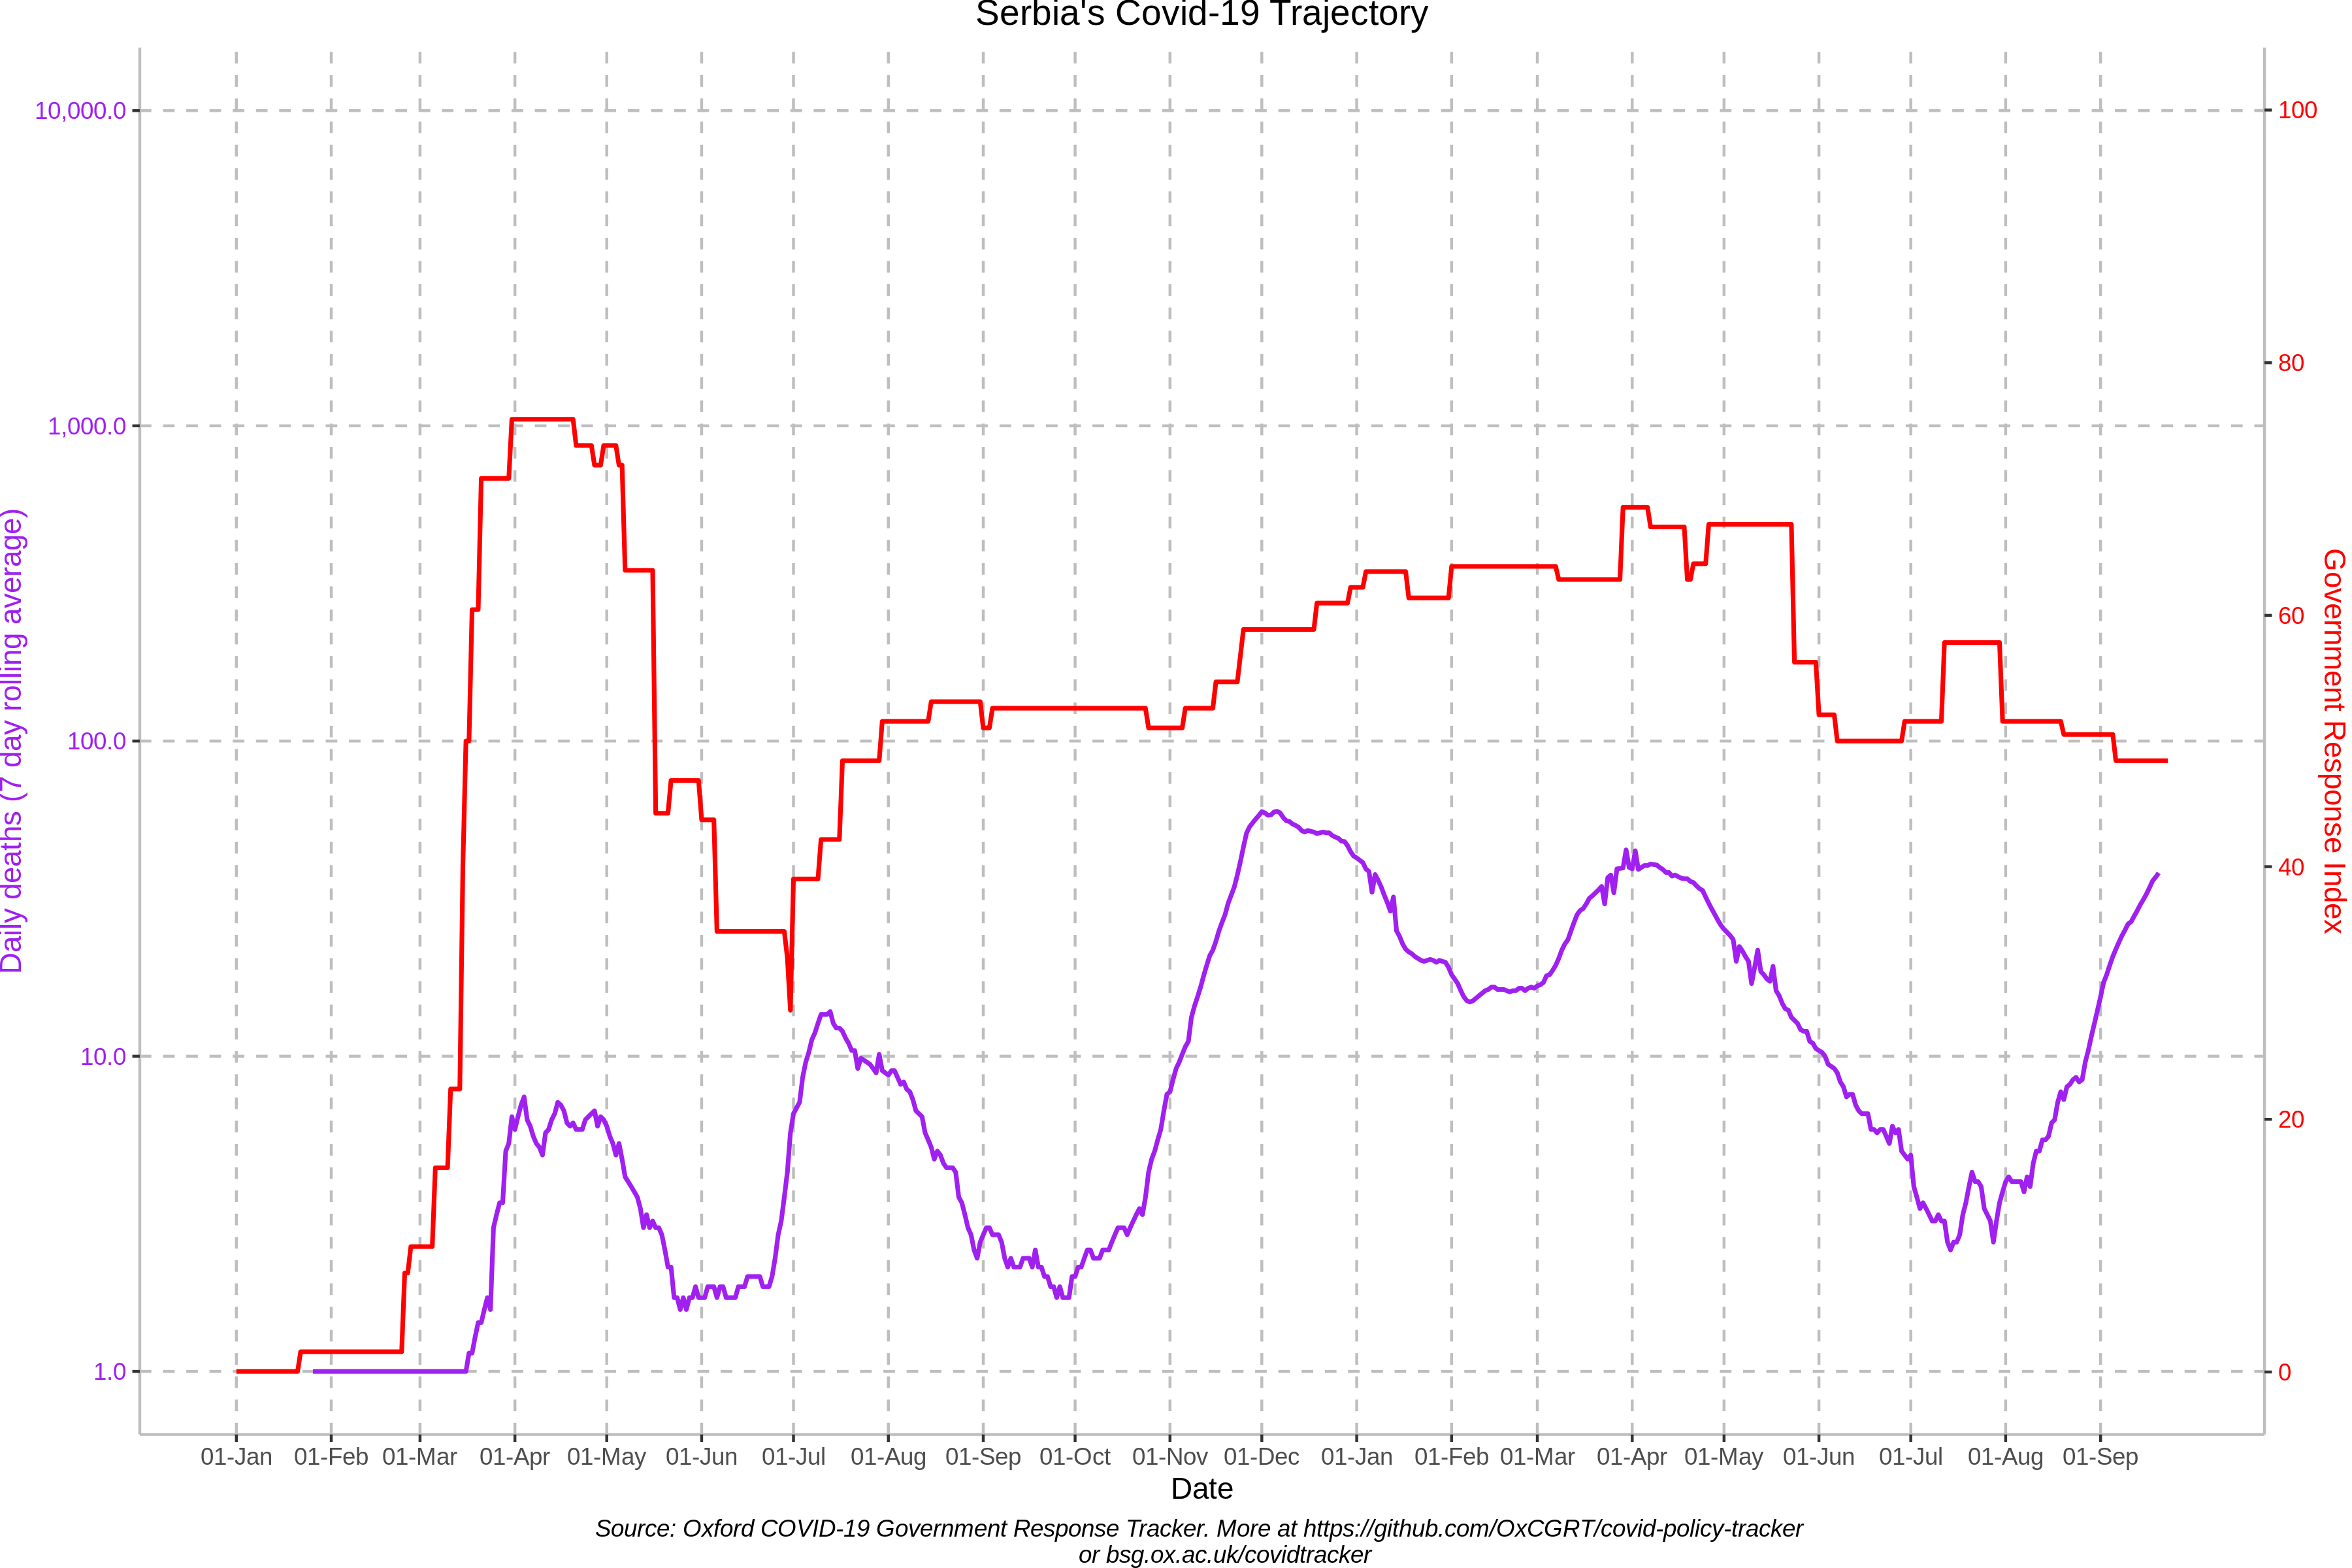 Serbia's Covid-19 Trajectory
10,000.0
1,000.0
100.0
10.0
1.0
Daily deaths (7 day rolling average)
100
80
60
40
20
0
Government Response Index
01-Jan 01-Feb 01-Mar 01-Apr 01-May 01-Jun 01-Jul 01-Aug 01-Sep 01-Oct 01-Nov 01-Dec 01-Jan 01-Feb 01-Mar 01-Apr 01-May 01-Jun 01-Jul 01-Aug 01-Sep
Date
Source: Oxford COVID-19 Government Response Tracker. More at https://github.com/OxCGRT/covid-policy-tracker
or bsg.ox.ac.uk/covidtracker